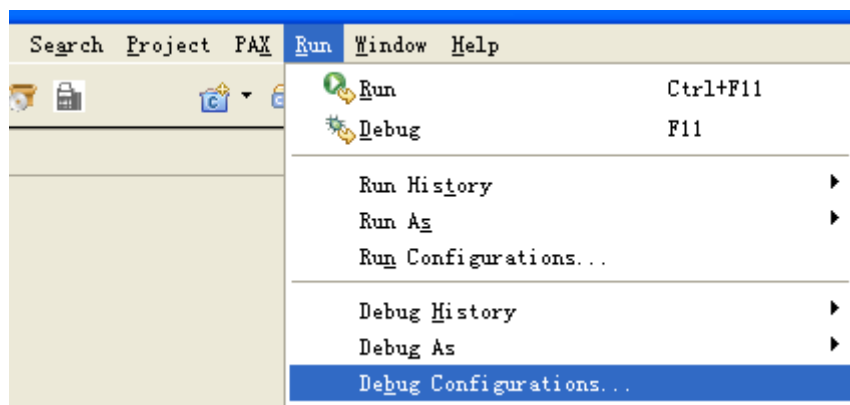 Search Project PAX Run Window Help
Run Ctrl+F11
Debug F11
Run History
Run As
Run Configurations...
Debug History
Debug As
Debug Configurations...